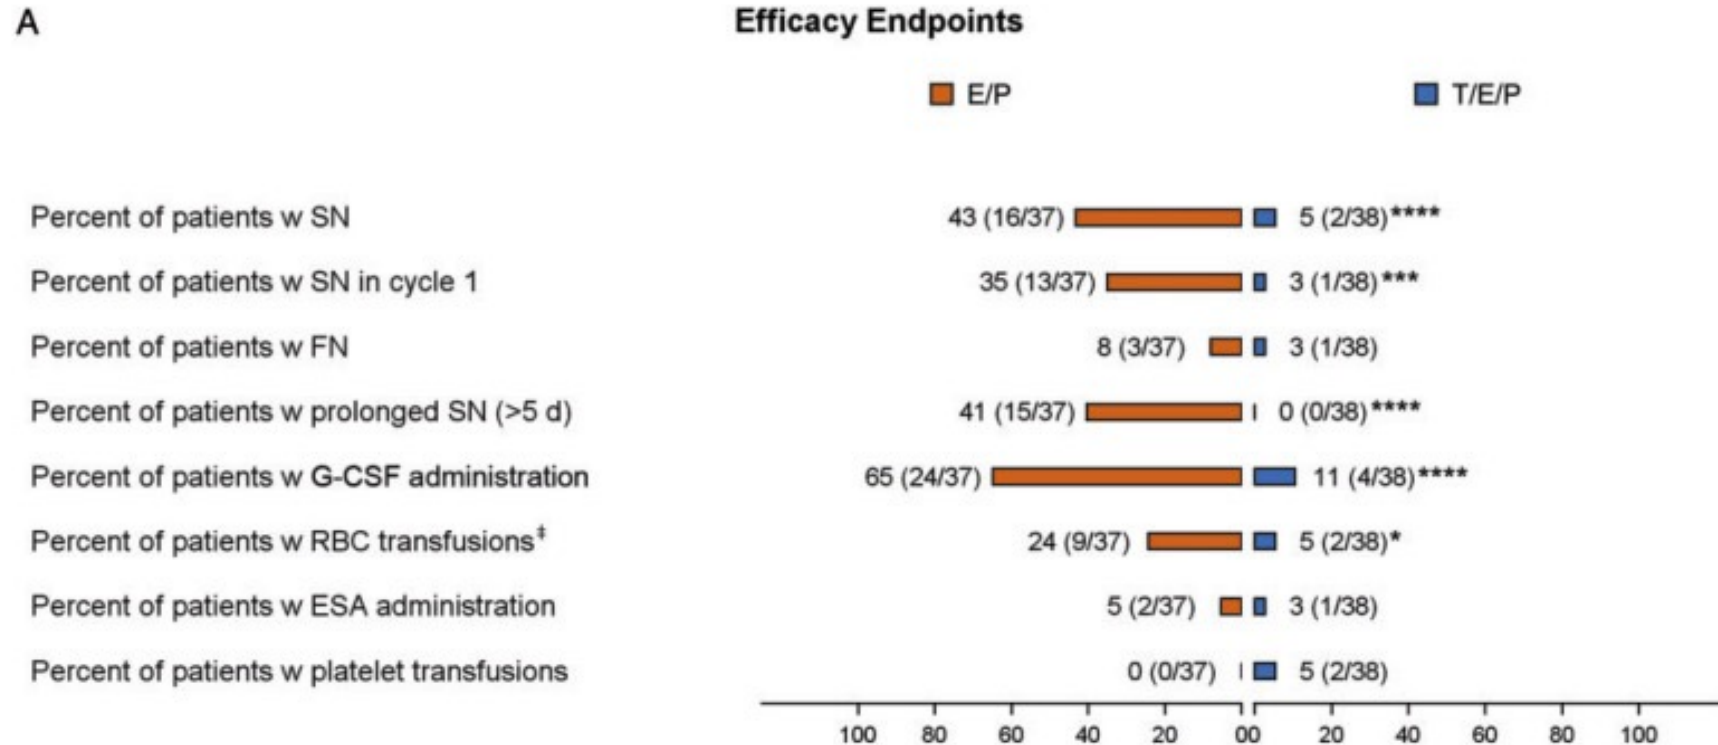 A
Efficacy Endpoints
E/P T/E/P
Percent of patients w SN 43 (16/37) 5 (2/38)****
Percent of patients w SN in cycle 1 35 (13/37) 3 (1/38)***
Percent of patients w FN 8 (3/37) 3 (1/38)
Percent of patients w prolonged SN (>5 d) 41 (15/37) 0 (0/38)****
Percent of patients w G-CSF administration 65 (24/37) 11 (4/38)****
Percent of patients w RBC transfusions‡ 24 (9/37) 5 (2/38)*
Percent of patients w ESA administration 5 (2/37) 3 (1/38)
Percent of patients w platelet transfusions 0 (0/37) 5 (2/38)
100 80 60 40 20 00 20 40 60 80 100